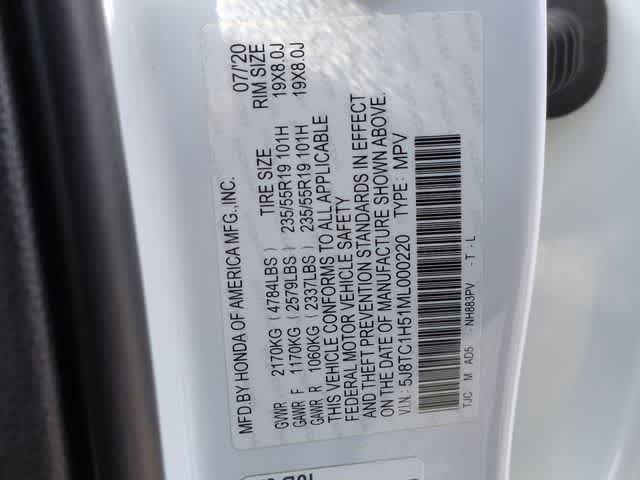 MFD.BY HONDA OF AMERICA MFG.,INC. 07/'20
TIRE SIZE RIM SIZE
GVWR 2170KG (4784LBS)
GAWR F 1170KG (2579LBS) 235/55R19 101H 19X8.0J
GAWR R 1060KG (2337LBS) 235/55R19 101H 19X8.0J
THIS VEHICLE CONFORMS TO ALL APPLICABLE
FEDERAL MOTOR VEHICLE SAFETY
AND THEFT PREVENTION STANDARDS IN EFFECT
ON THE DATE OF MANUFACTURE SHOWN ABOVE.
V.I.N.: 5J8TC1H51ML000220 TYPE: MPV
TJC M AD5 NH883PV - T - L